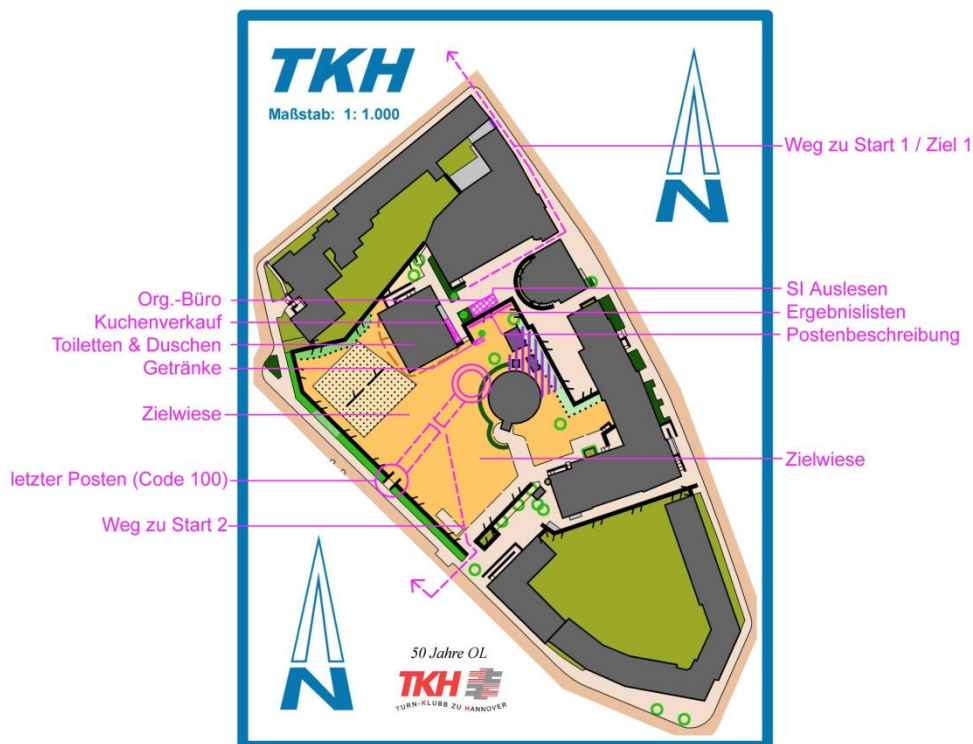 TKH
Maßstab: 1: 1.000
N
Weg zu Start 1 / Ziel 1
Org.-Büro
Kuchenverkauf
Toiletten & Duschen
Getränke
Zielwiese
letzter Posten (Code 100)
Weg zu Start 2
SI Auslesen
Ergebnislisten
Postenbeschreibung
Zielwiese
N
50 Jahre OL
TKH
TURN-KLUBB ZU HANNOVER